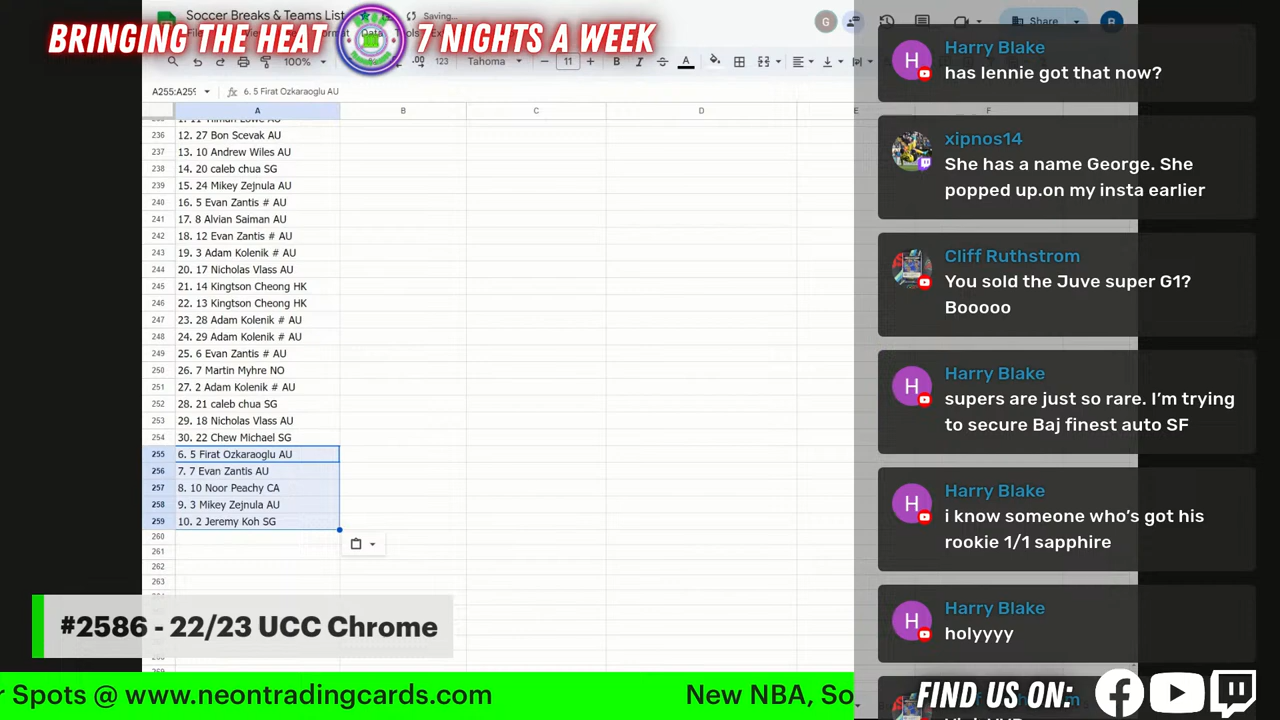 Soccer Breaks & Teams List
Saving...
BRINGING THE HEAT 7 NIGHTS A WEEK
G
Share
B
100%
.00
123
Tahoma
11
B I A
A255:A259
fx 6. 5 Firat Ozkaraoglu AU
A B C D E F
236 12. 27 Bon Scevak AU
237 13. 10 Andrew Wiles AU
238 14. 20 caleb chua SG
239 15. 24 Mikey Zejnula AU
240 16. 5 Evan Zantis # AU
241 17. 8 Alvian Saiman AU
242 18. 12 Evan Zantis # AU
243 19. 3 Adam Kolenik # AU
244 20. 17 Nicholas Vlass AU
245 21. 14 Kingtson Cheong HK
246 22. 13 Kingtson Cheong HK
247 23. 28 Adam Kolenik # AU
248 24. 29 Adam Kolenik # AU
249 25. 6 Evan Zantis # AU
250 26. 7 Martin Myhre NO
251 27. 2 Adam Kolenik # AU
252 28. 21 caleb chua SG
253 29. 18 Nicholas Vlass AU
254 30. 22 Chew Michael SG
255 6. 5 Firat Ozkaraoglu AU
256 7. 7 Evan Zantis AU
257 8. 10 Noor Peachy CA
258 9. 3 Mikey Zejnula AU
259 10. 2 Jeremy Koh SG
260
261
262
263
#2586 - 22/23 UCC Chrome
r Spots @ www.neontradingcards.com New NBA, So
H
Harry Blake
has lennie got that now?
xipnos14
She has a name George. She
popped up.on my insta earlier
Cliff Ruthstrom
You sold the Juve super G1?
Booooo
H
Harry Blake
supers are just so rare. I'm trying
to secure Baj finest auto SF
H
Harry Blake
i know someone who's got his
rookie 1/1 sapphire
H
Harry Blake
holyyyy
FIND US ON: